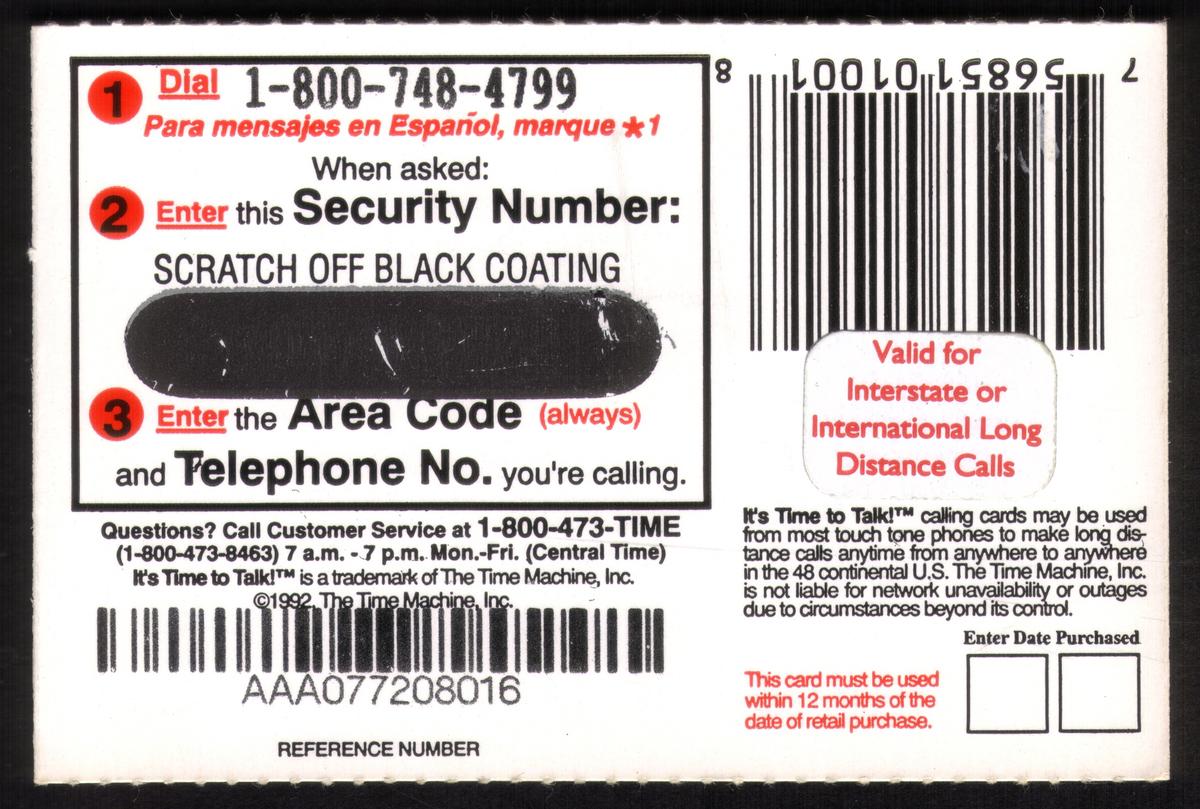 1 Dial 1-800-748-4799
Para mensajes en Español, marque *1
When asked:
2 Enter this Security Number:
SCRATCH OFF BLACK COATING
3 Enter the Area Code (always)
and Telephone No. you're calling.
Questions? Call Customer Service at 1-800-473-TIME
(1-800-473-8463) 7 a.m. - 7 p.m. Mon.-Fri. (Central Time)
It's Time to Talk!™ is a trademark of The Time Machine, Inc.
©1992, The Time Machine, Inc.
AAA077208016
REFERENCE NUMBER
7 56851 01001 8
Valid for
Interstate or
International Long
Distance Calls
It's Time to Talk!™ calling cards may be used
from most touch tone phones to make long dis-
tance calls anytime from anywhere to anywhere
in the 48 continental U.S. The Time Machine, Inc.
is not liable for network unavailability or outages
due to circumstances beyond its control.
Enter Date Purchased
This card must be used
within 12 months of the
date of retail purchase.